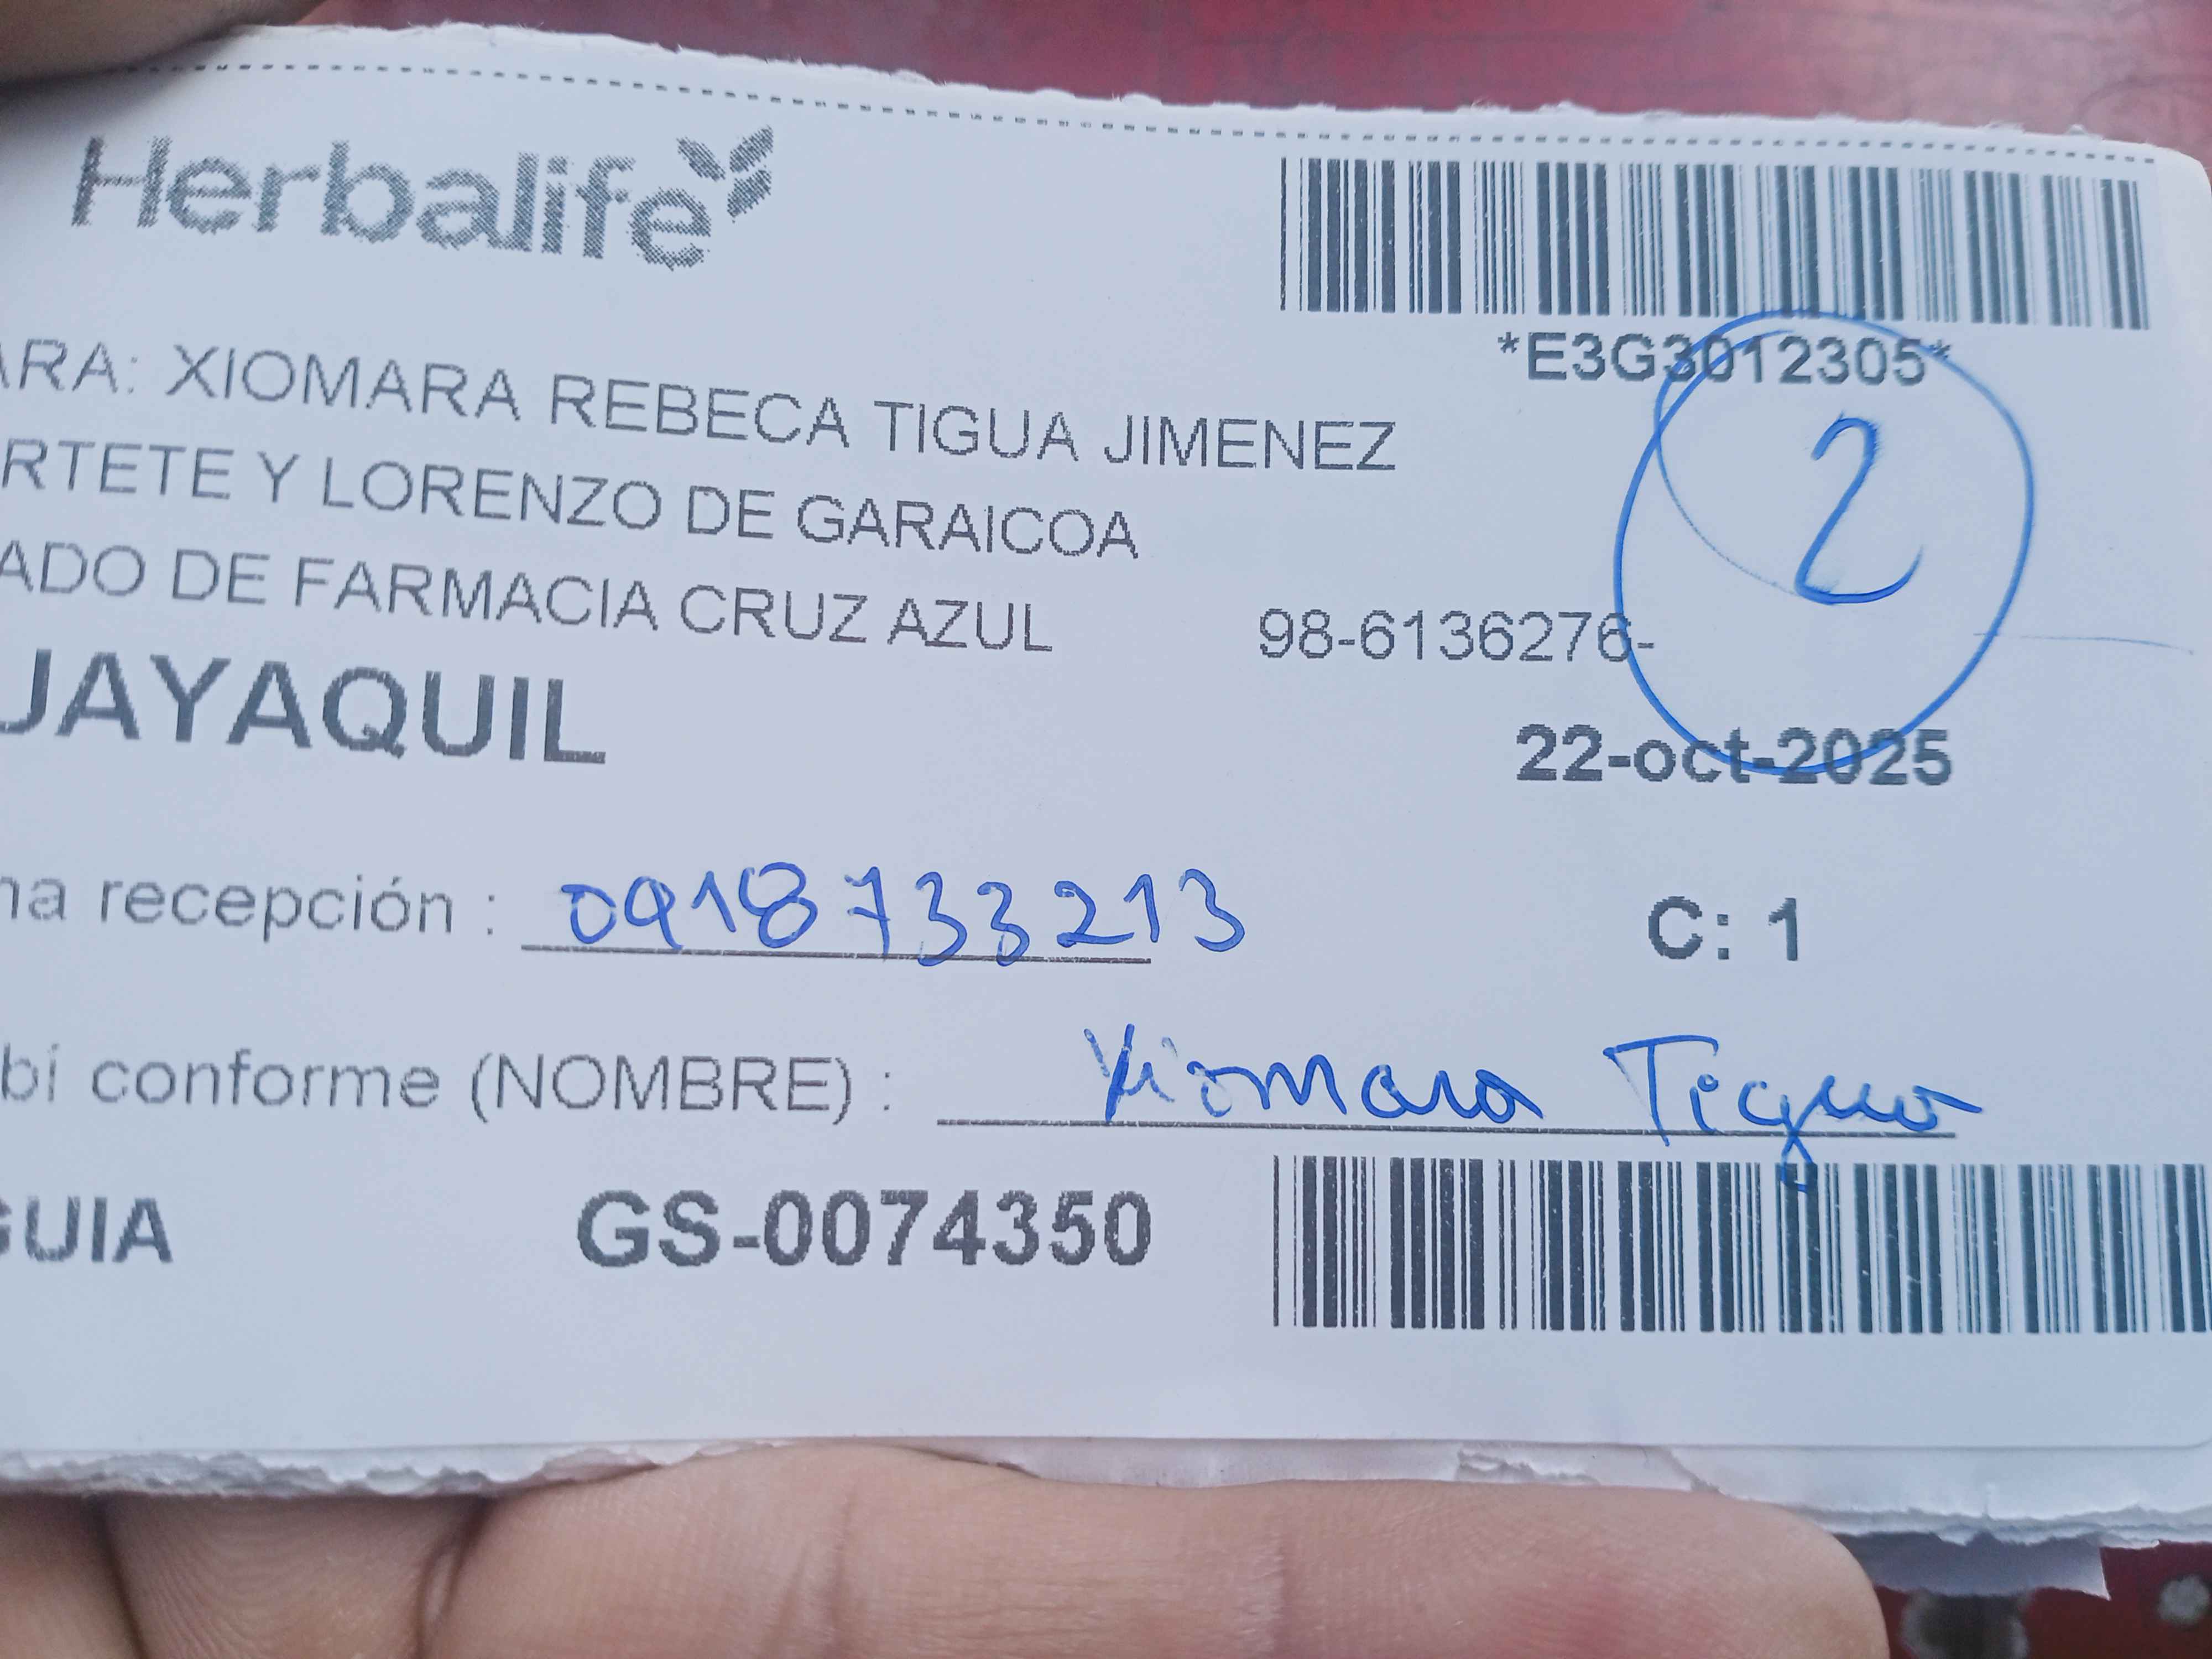 Herbalife
*E3G3012305*
ARA: XIOMARA REBECA TIGUA JIMENEZ
2
RTETE Y LORENZO DE GARAICOA
ADO DE FARMACIA CRUZ AZUL 98-6136276-
UAYAQUIL
22-oct-2025
na recepción : 0918733213 C: 1
bí conforme (NOMBRE) : Xiomara Tigua
GUIA GS-0074350